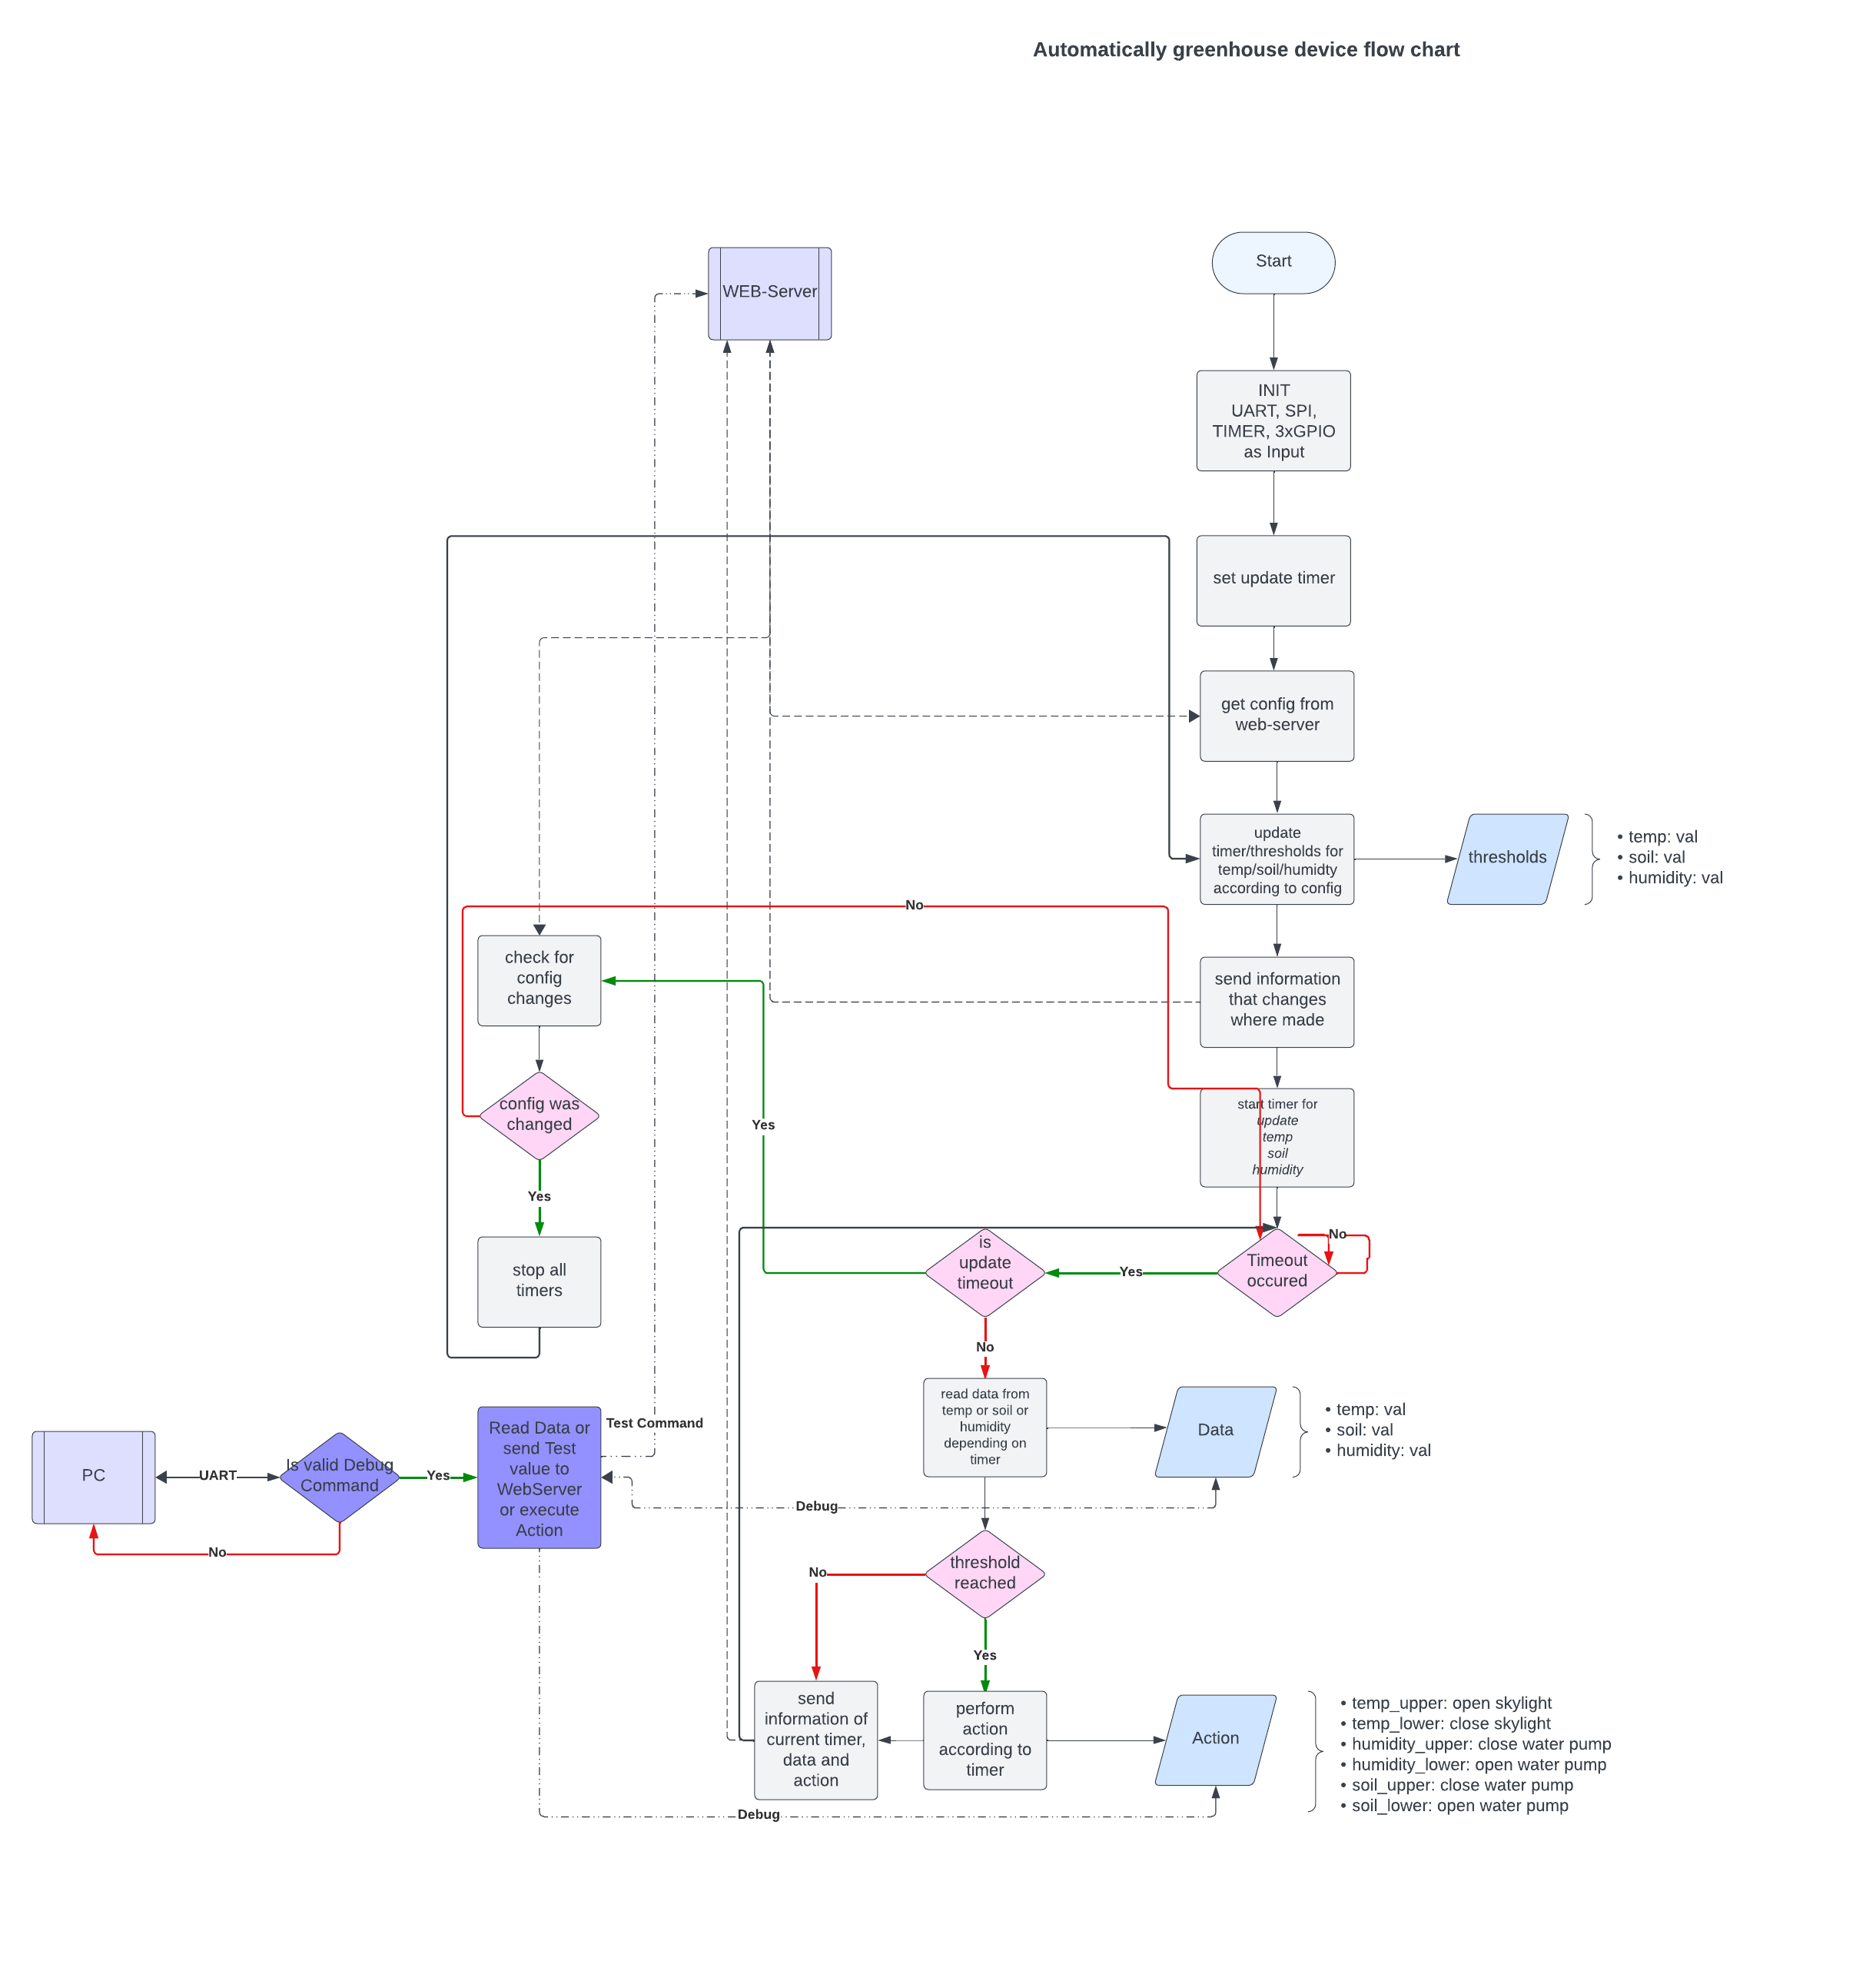 Automatically greenhouse device flow chart
Start
WEB-Server
INIT
UART, SPI,
TIMER, 3xGPIO
as Input
set update timer
get config from
web-server
update
timer/thresholds for
temp/soil/humidty
according to config
thresholds
• temp: val
• soil: val
• humidity: val
No
check for
config
changes
send information
that changes
where made
config was
changed
Yes
start timer for
update
temp
soil
humidity
Yes
stop all
timers
is
update
timeout
Yes
Timeout
occured
No
No
read data from
temp or soil or
humidity
depending on
timer
Data
• temp: val
• soil: val
• humidity: val
Test Command
PC
UART
Is valid Debug
Command
Yes
Read Data or
send Test
value to
WebServer
or execute
Action
Debug
No
threshold
reached
No
Yes
send
information of
current timer,
data and
action
perform
action
according to
timer
Action
• temp_upper: open skylight
• temp_lower: close skylight
• humidity_upper: close water pump
• humidity_lower: open water pump
• soil_upper: close water pump
• soil_lower: open water pump
Debug